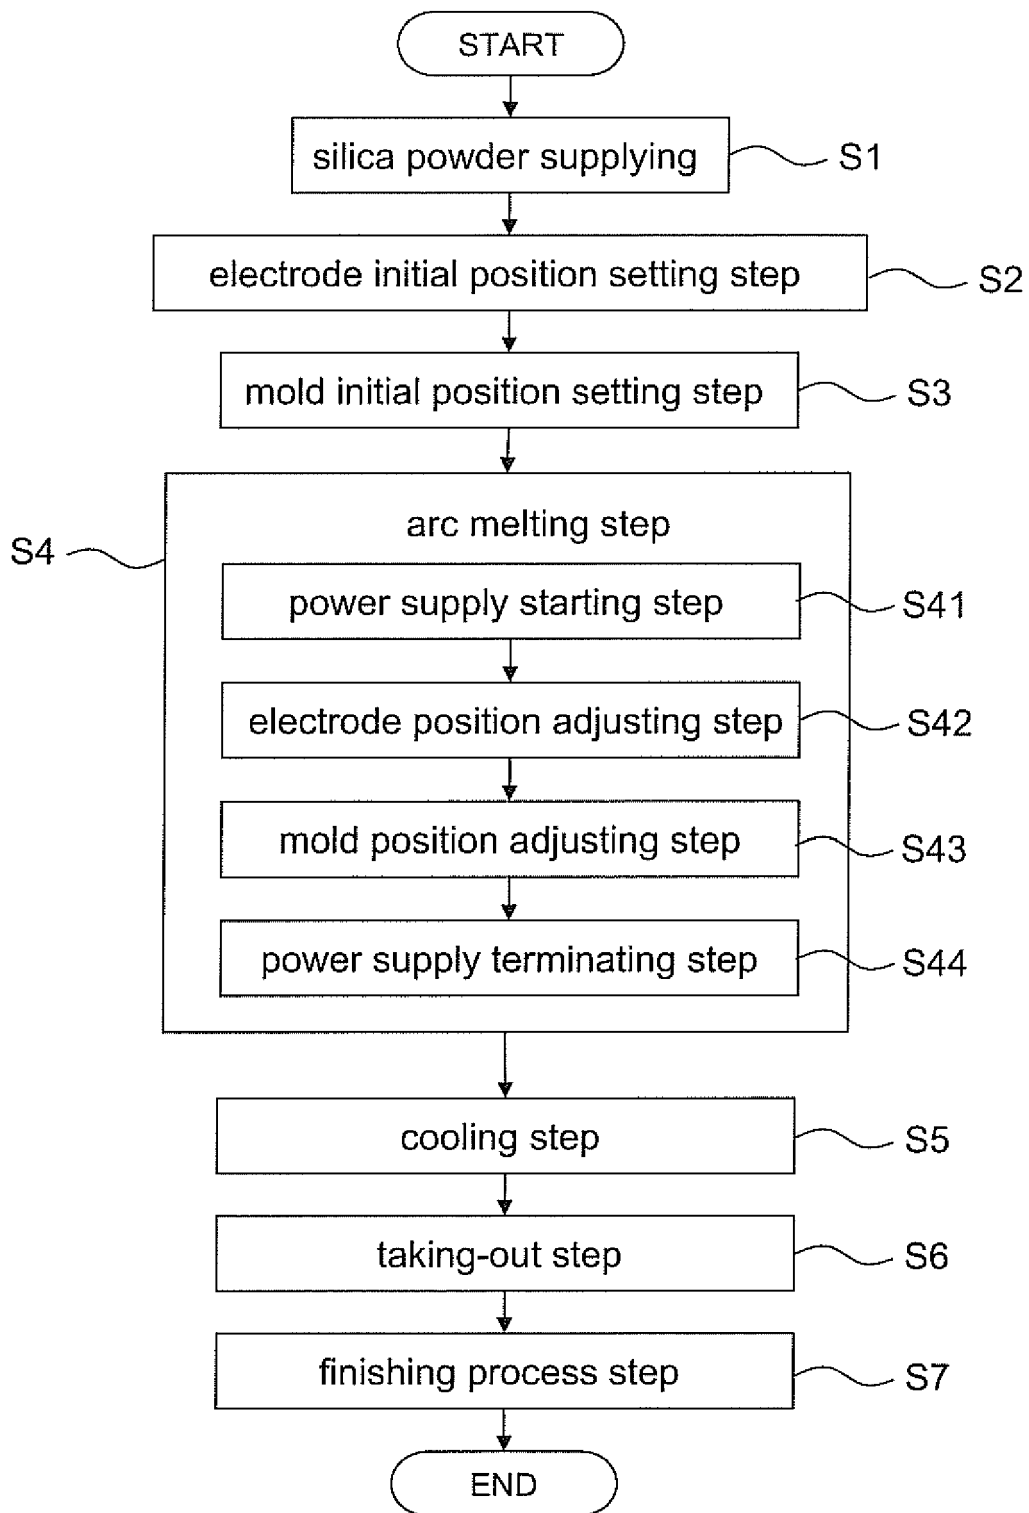 START
silica powder supplying
S1
electrode initial position setting step
S2
mold initial position setting step
S3
S4
arc melting step
power supply starting step
S41
electrode position adjusting step
S42
mold position adjusting step
S43
power supply terminating step
S44
cooling step
S5
taking-out step
S6
finishing process step
S7
END